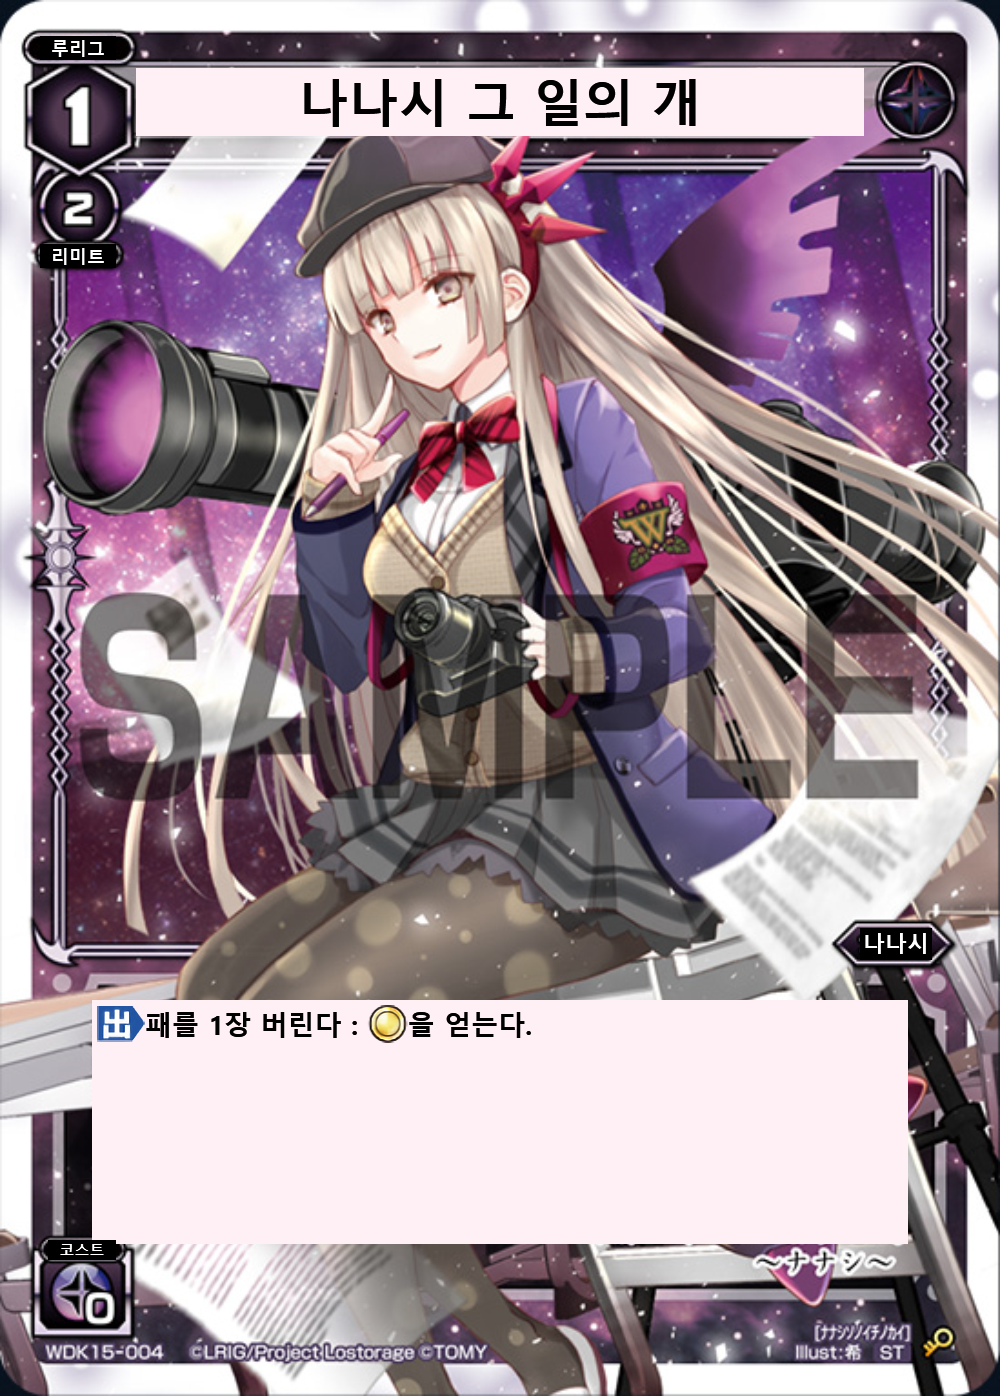 루리그
1
나나시 그 일의 개
2
리미트
W
SAMPLE
나나시
出 패를 1장 버린다 : 을 얻는다.
코스트
0
～ナナシ～
[ナナシソノイチノカイ]
WDK15-004 ©LRIG/Project Lostorage ©TOMY
Illust:希 ST